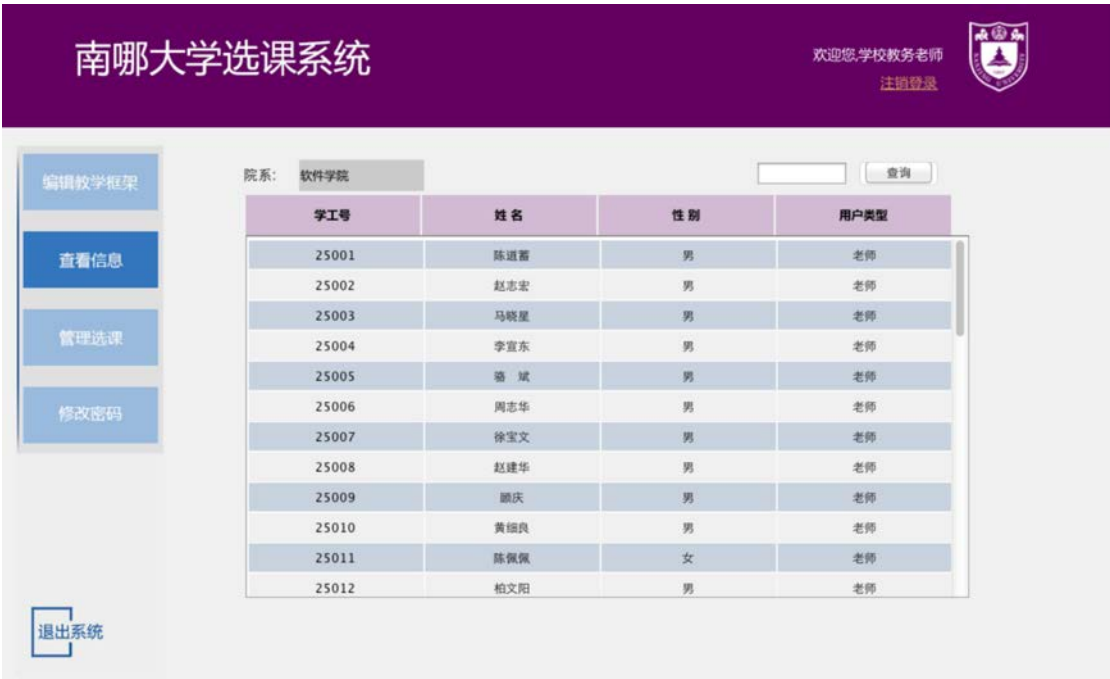 南哪大学选课系统
欢迎您,学校教务老师
注销登录
编辑教学框架
查看信息
管理选课
修改密码
退出系统
院系： 软件学院 查询
学工号 姓 名 性 别 用户类型
25001 陈道蓄 男 老师
25002 赵志宏 男 老师
25003 马晓星 男 老师
25004 李宣东 男 老师
25005 骆 斌 男 老师
25006 周志华 男 老师
25007 徐宝文 男 老师
25008 赵建华 男 老师
25009 顾庆 男 老师
25010 黄细良 男 老师
25011 陈佩佩 女 老师
25012 柏文阳 男 老师